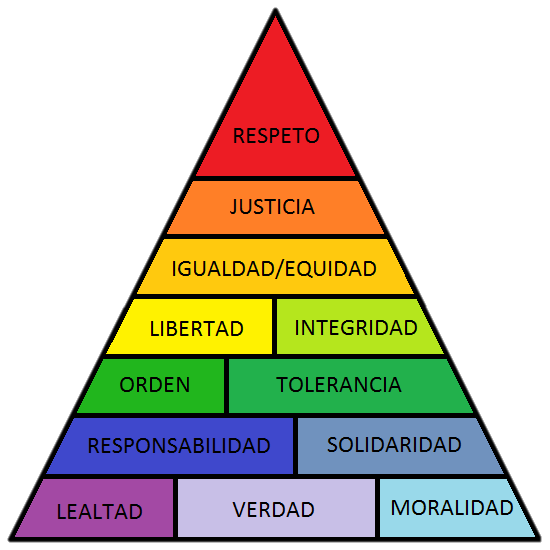 RESPETO
JUSTICIA
IGUALDAD/EQUIDAD
LIBERTAD INTEGRIDAD
ORDEN TOLERANCIA
RESPONSABILIDAD SOLIDARIDAD
LEALTAD VERDAD MORALIDAD